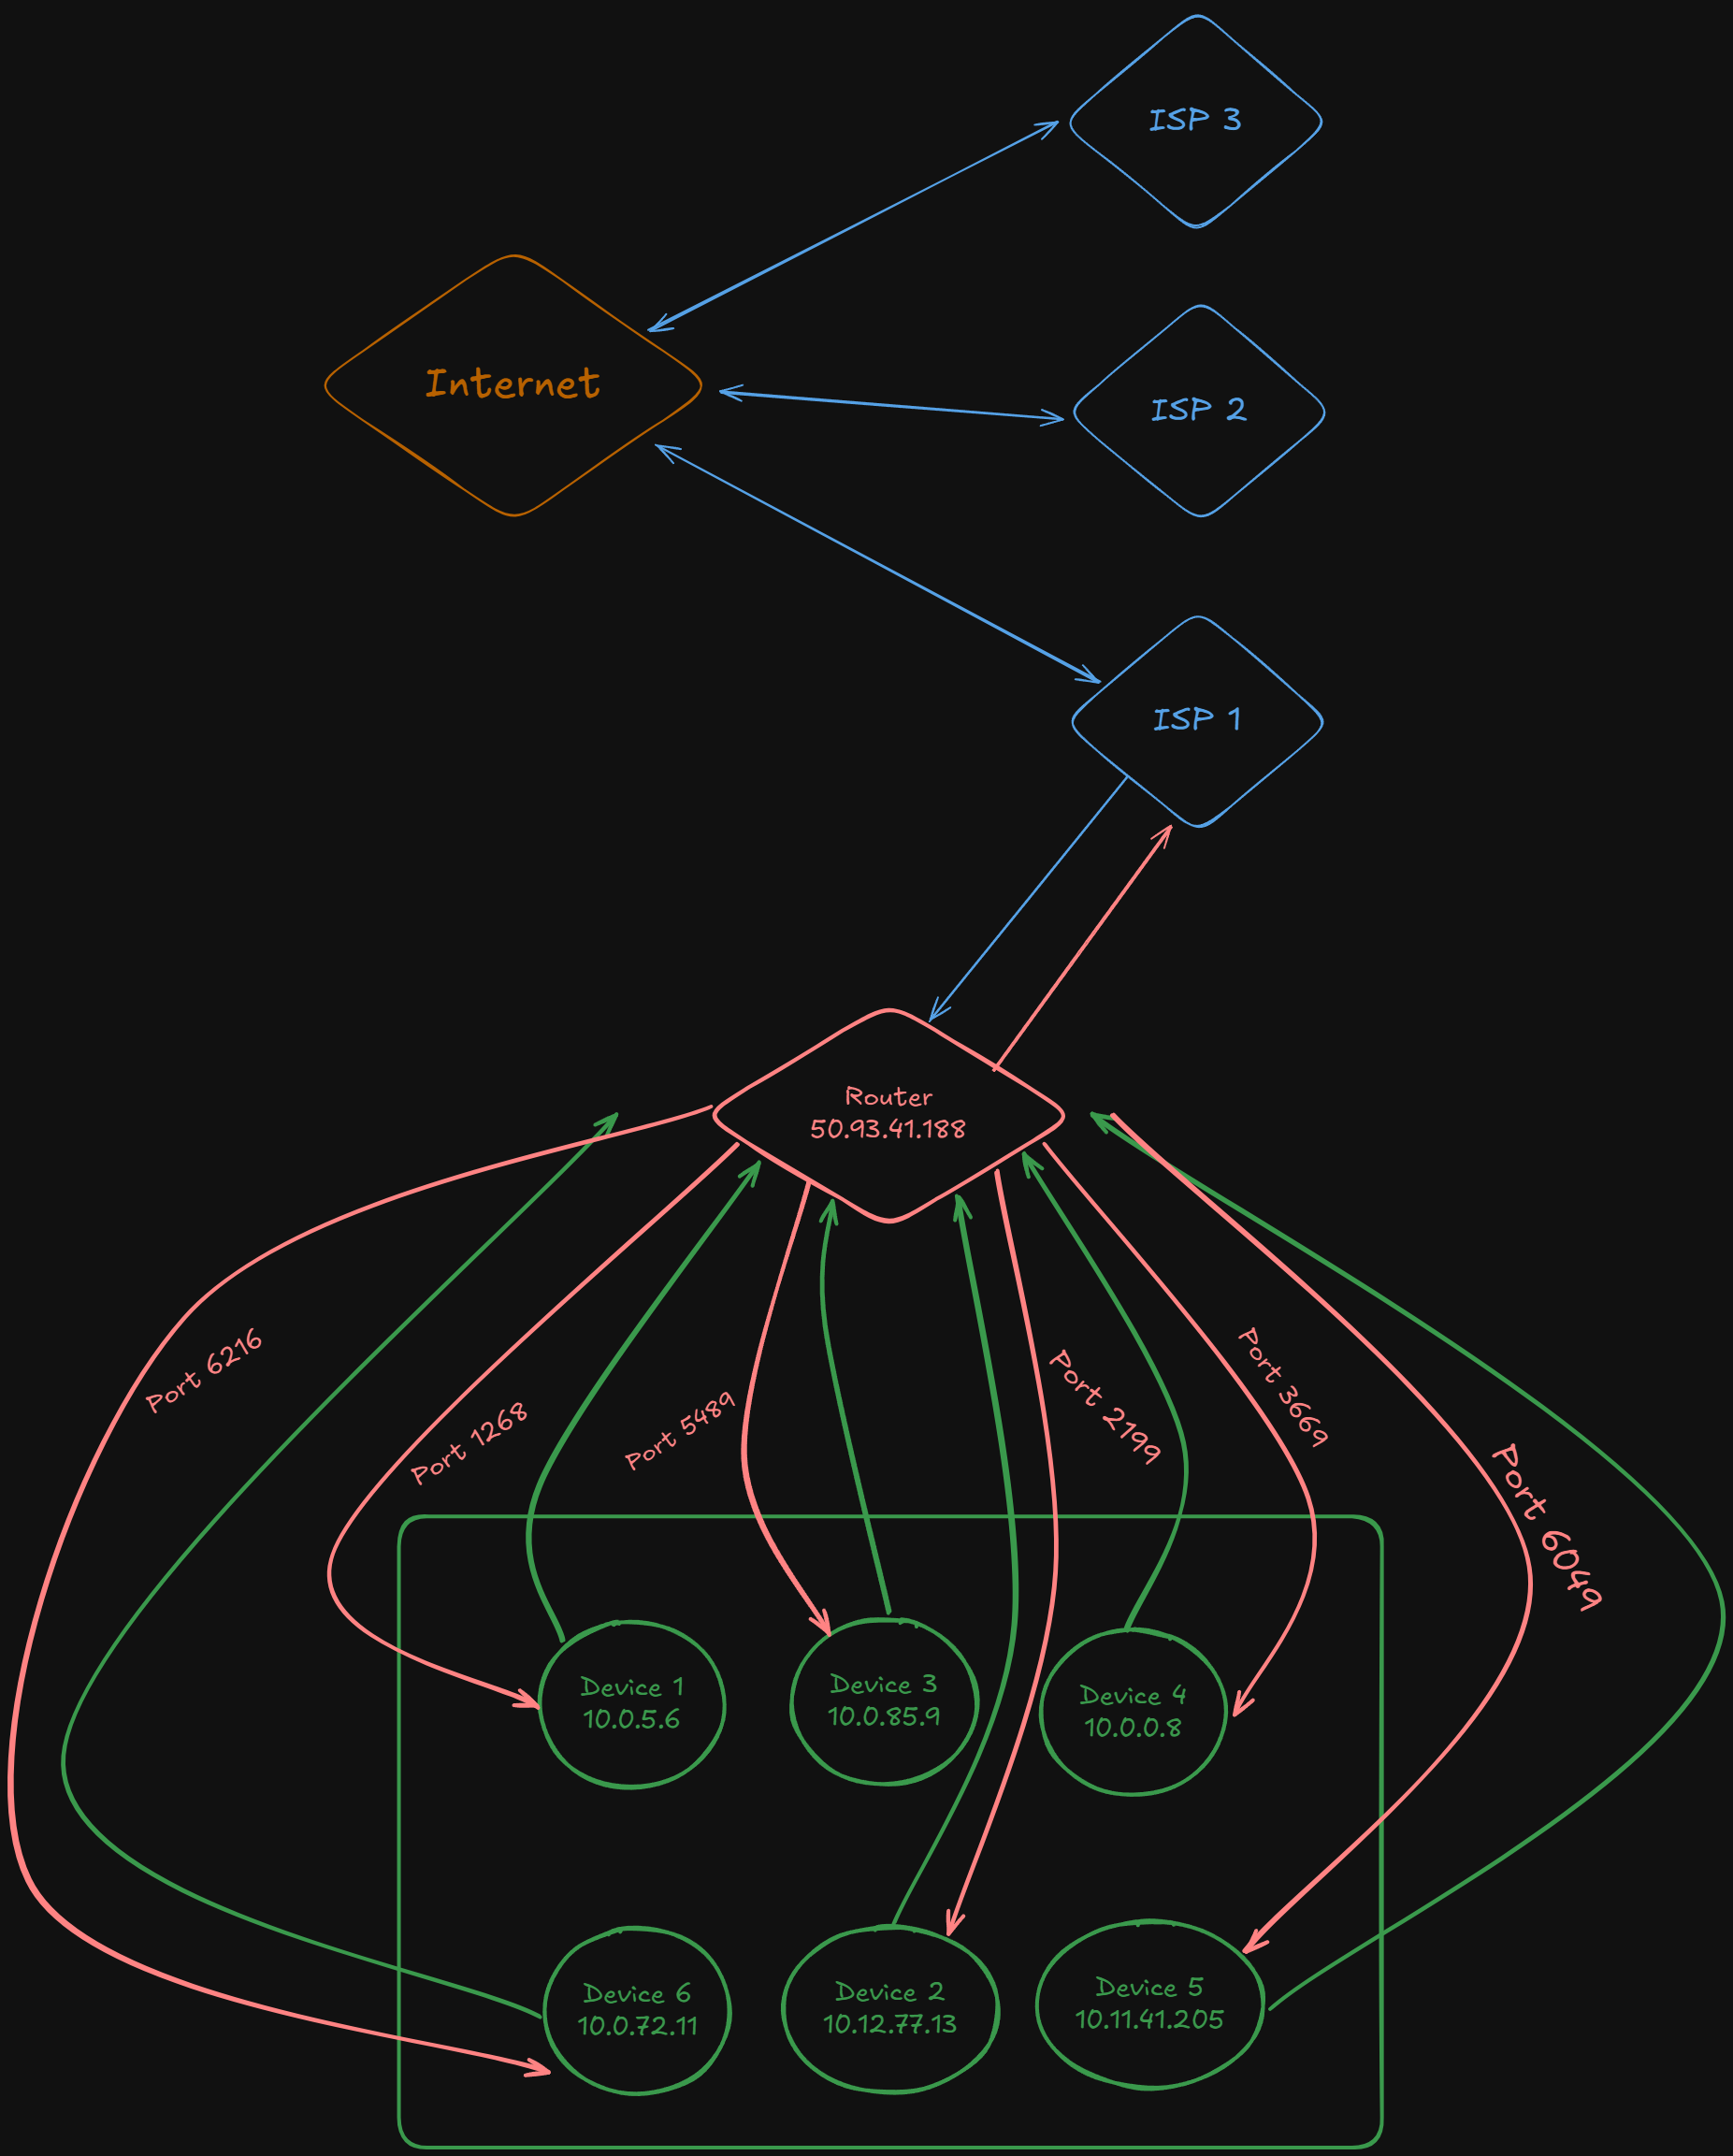 ISP 3
Internet
ISP 2
ISP 1
Router
50.93.41.188
Port 6216
Port 1268
Port 5489
Port 2799
Port 3669
Port 6049
Device 1
10.0.5.6
Device 3
10.0.85.9
Device 4
10.0.0.8
Device 6
10.0.72.11
Device 2
10.12.77.13
Device 5
10.11.41.205